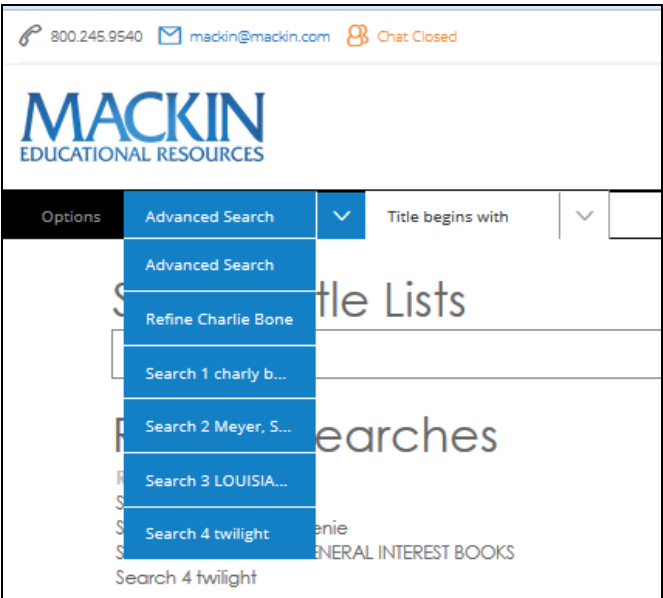 800.245.9540 mackin@mackin.com Chat Closed
MACKIN
EDUCATIONAL RESOURCES
Options Advanced Search Title begins with
Advanced Search
Refine Charlie Bone
Search 1 charly b...
Search 2 Meyer, S...
Search 3 LOUISIA...
Search 4 twilight
S tle Lists
R earches
R
S
S enie
S ENERAL INTEREST BOOKS
Search 4 twilight